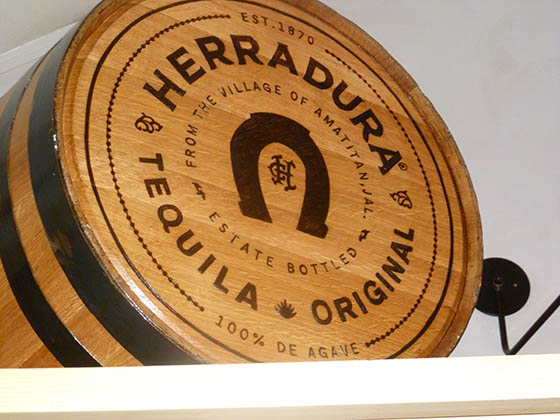 EST. 1870
HERRADURA®
FROM THE VILLAGE OF AMATITAN, JAL.
H
ESTATE BOTTLED
TEQUILA ORIGINAL
100% DE AGAVE